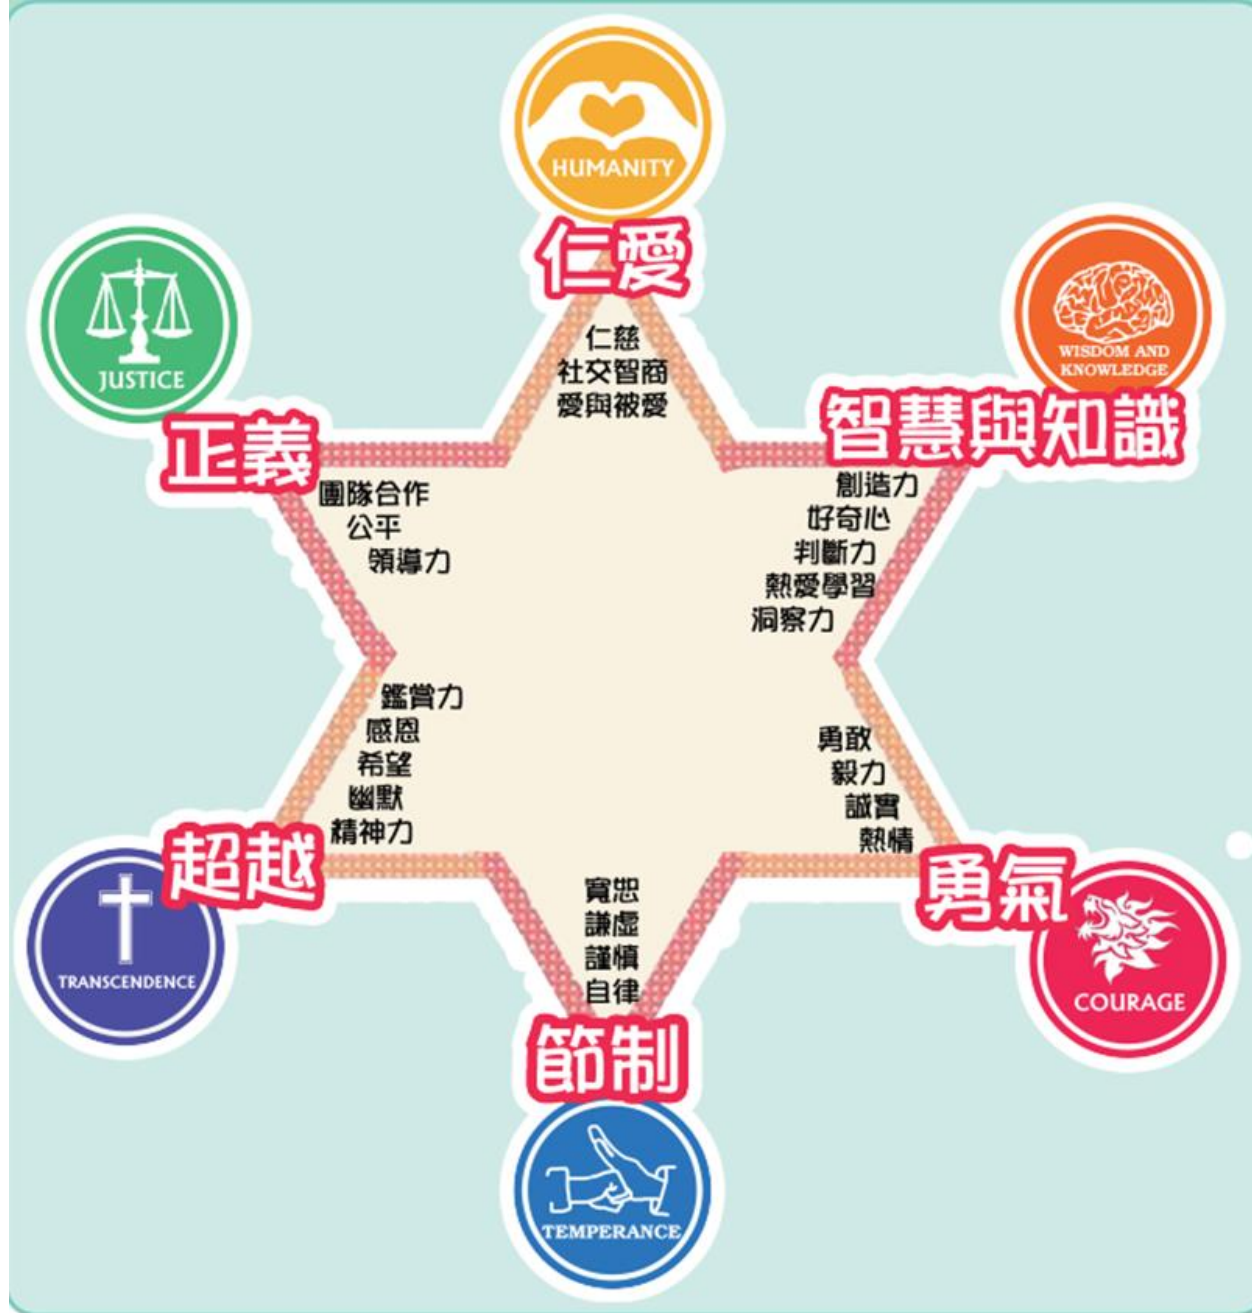 HUMANITY
仁愛
仁慈
社交智商
愛與被愛
WISDOM AND
KNOWLEDGE
智慧與知識
創造力
好奇心
判斷力
熱愛學習
洞察力
COURAGE
勇氣
勇敢
毅力
誠實
熱情
TEMPERANCE
節制
寬恕
謙虛
謹慎
自律
TRANSCENDENCE
超越
鑑賞力
感恩
希望
幽默
精神力
JUSTICE
正義
團隊合作
公平
領導力